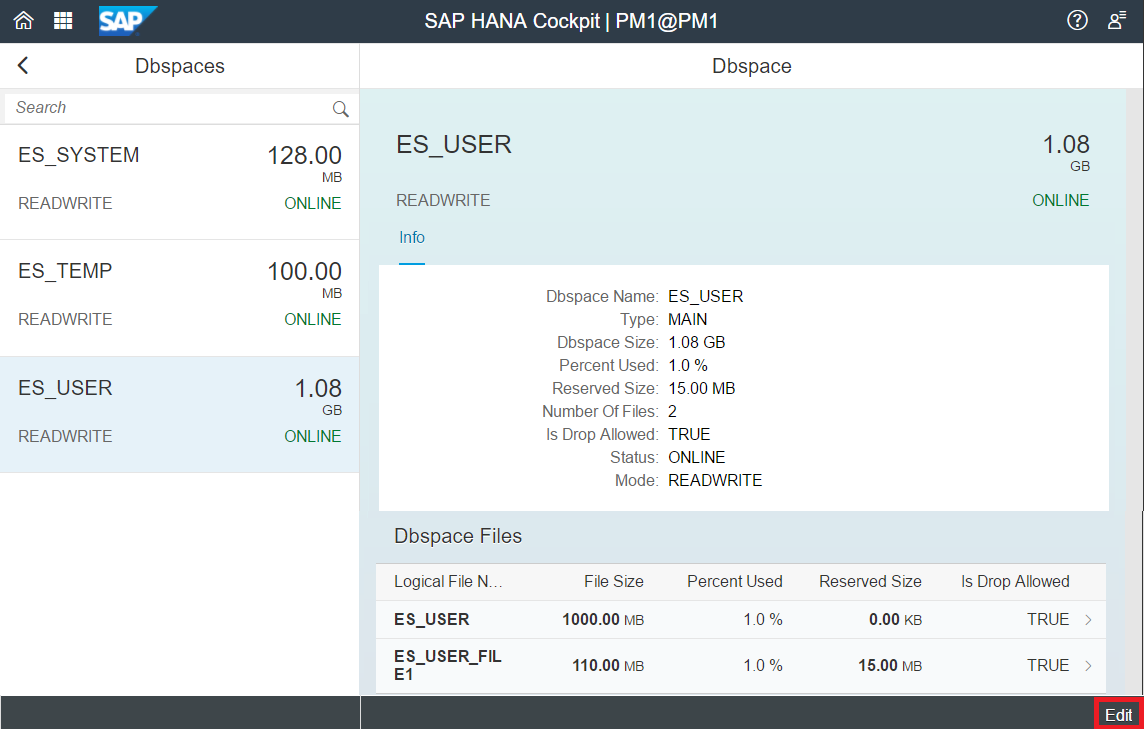 SAP
SAP HANA Cockpit | PM1@PM1
Dbspaces
Search
ES_SYSTEM 128.00
MB
READWRITE ONLINE
ES_TEMP 100.00
MB
READWRITE ONLINE
ES_USER 1.08
GB
READWRITE ONLINE
Dbspace
ES_USER 1.08
GB
READWRITE ONLINE
Info
Dbspace Name: ES_USER
Type: MAIN
Dbspace Size: 1.08 GB
Percent Used: 1.0 %
Reserved Size: 15.00 MB
Number Of Files: 2
Is Drop Allowed: TRUE
Status: ONLINE
Mode: READWRITE
Dbspace Files
Logical File N... File Size Percent Used Reserved Size Is Drop Allowed
ES_USER 1000.00 MB 1.0 % 0.00 KB TRUE
ES_USER_FIL
E1 110.00 MB 1.0 % 15.00 MB TRUE
Edit